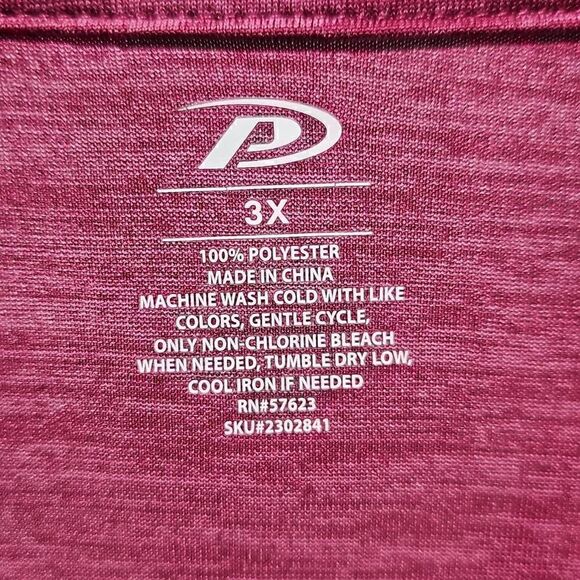 P
3X
100% POLYESTER
MADE IN CHINA
MACHINE WASH COLD WITH LIKE
COLORS, GENTLE CYCLE,
ONLY NON-CHLORINE BLEACH
WHEN NEEDED, TUMBLE DRY LOW,
COOL IRON IF NEEDED
RN#57623
SKU#2302841